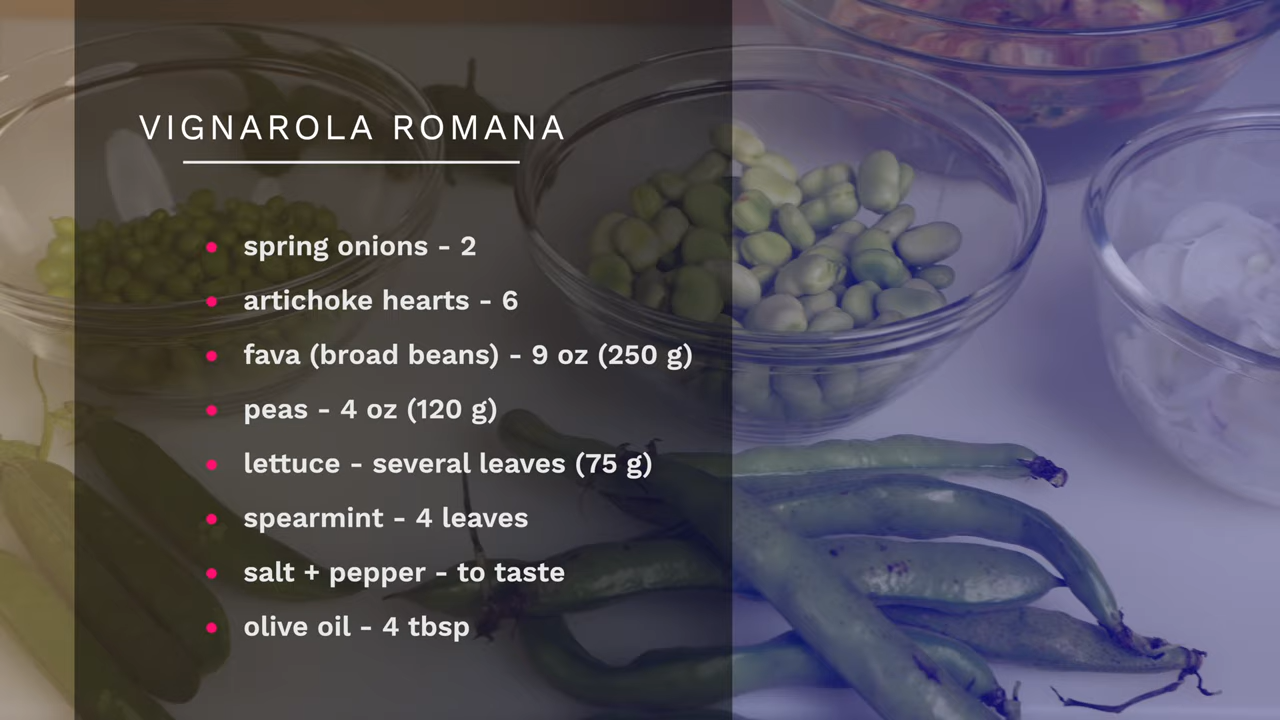 VIGNAROLA ROMANA
spring onions - 2
artichoke hearts - 6
fava (broad beans) - 9 oz (250 g)
peas - 4 oz (120 g)
lettuce - several leaves (75 g)
spearmint - 4 leaves
salt + pepper - to taste
olive oil - 4 tbsp